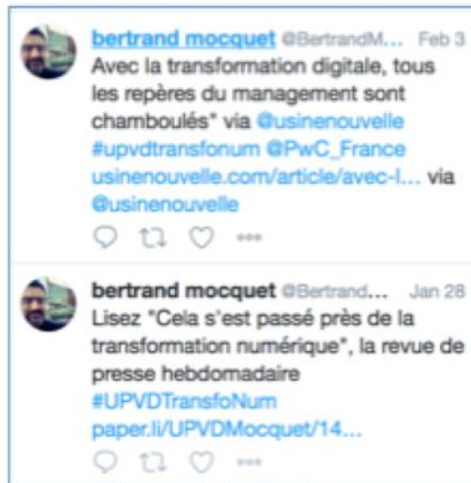 bertrand mocquet @BertrandM... Feb 3
Avec la transformation digitale, tous
les repères du management sont
chamboulés" via @usinenouvelle
#upvdtransfonum @PwC_France
usinenouvelle.com/article/avec-l... via
@usinenouvelle
bertrand mocquet @Bertrand... Jan 28
Lisez "Cela s'est passé près de la
transformation numérique", la revue de
presse hebdomadaire
#UPVDTransfoNum
paper.li/UPVDMocquet/14...